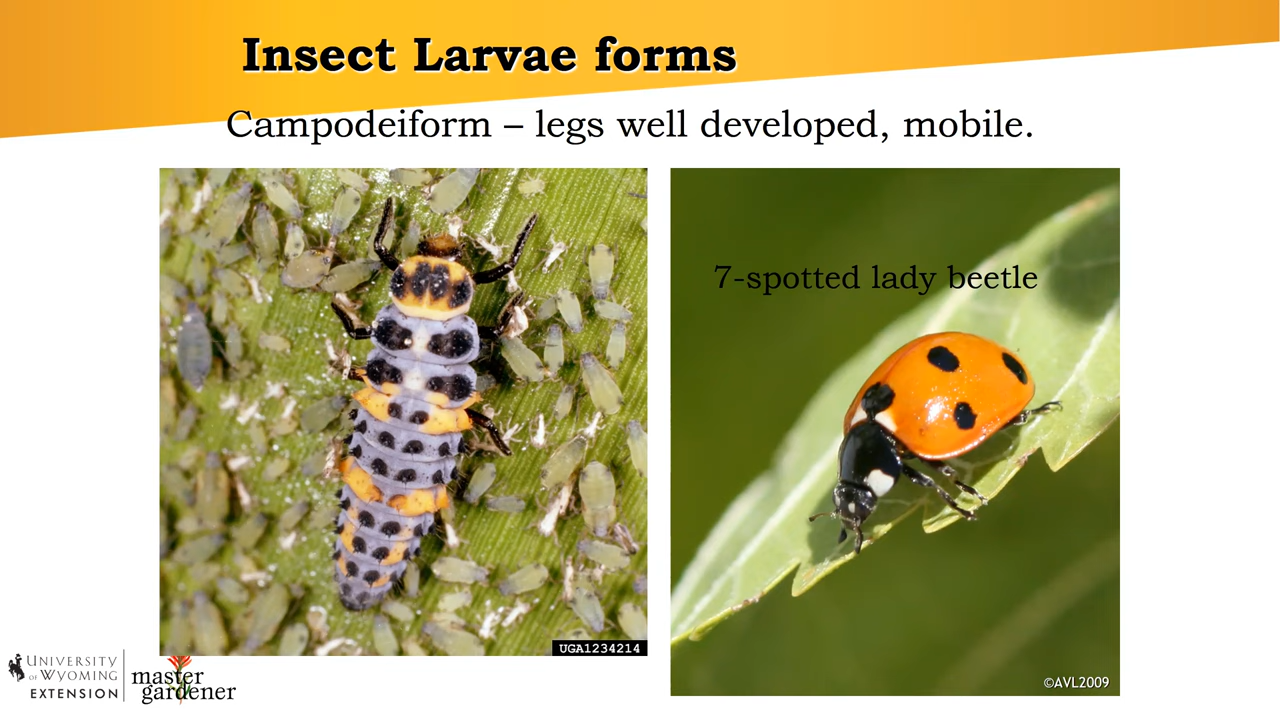 Insect Larvae forms
Campodeiform – legs well developed, mobile.
7-spotted lady beetle
UGA1234214
©AVL2009
UNIVERSITY
OF WYOMING
EXTENSION
master
gardener